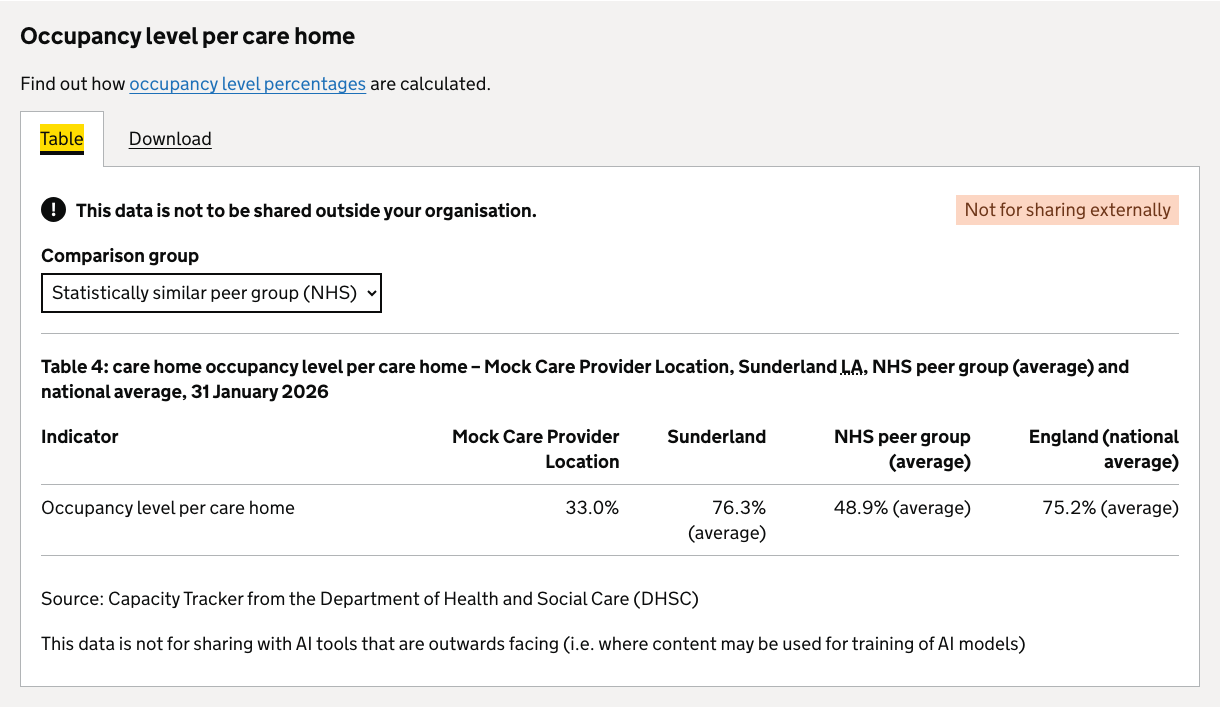 Occupancy level per care home
Find out how occupancy level percentages are calculated.
Table
Download
This data is not to be shared outside your organisation.
Not for sharing externally
Comparison group
Statistically similar peer group (NHS)
Table 4: care home occupancy level per care home – Mock Care Provider Location, Sunderland LA, NHS peer group (average) and
national average, 31 January 2026
Indicator
Mock Care Provider
Location
Sunderland
NHS peer group
(average)
England (national
average)
Occupancy level per care home
33.0%
76.3%
(average)
48.9% (average)
75.2% (average)
Source: Capacity Tracker from the Department of Health and Social Care (DHSC)
This data is not for sharing with AI tools that are outwards facing (i.e. where content may be used for training of AI models)